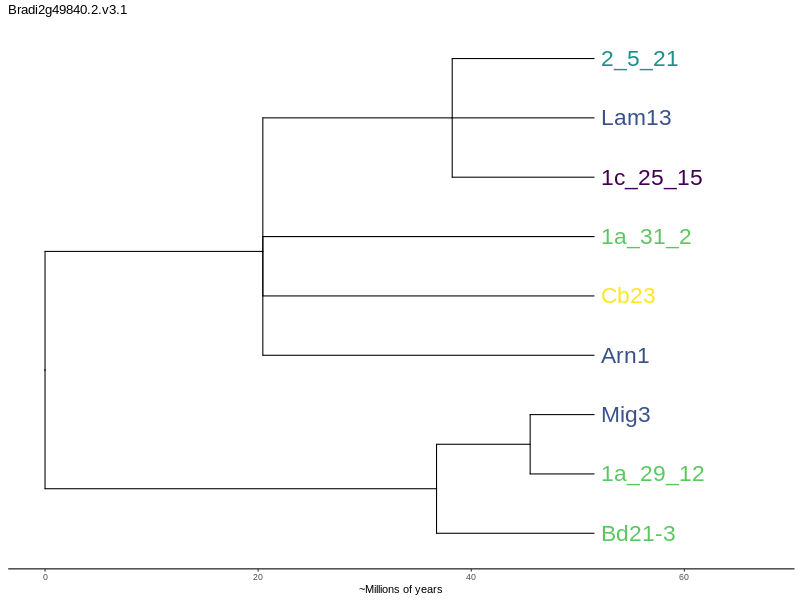 Bradi2g49840.2.v3.1
2_5_21
Lam13
1c_25_15
1a_31_2
Cb23
Arn1
Mig3
1a_29_12
Bd21-3
0 20 40 60
~Millions of years